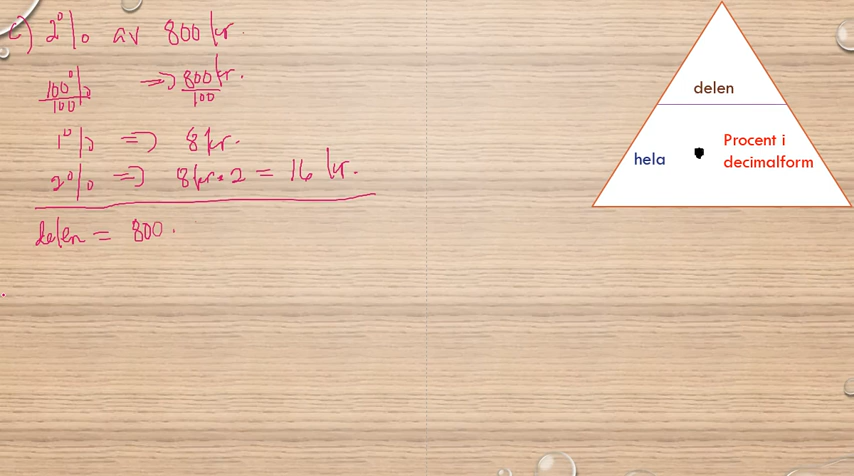 c) 2% av 800 kr.
100% => 800 kr.
100 100
1% => 8 kr.
2% => 8 kr • 2 = 16 kr.
delen = 800 •
delen
hela • Procent i
decimalform